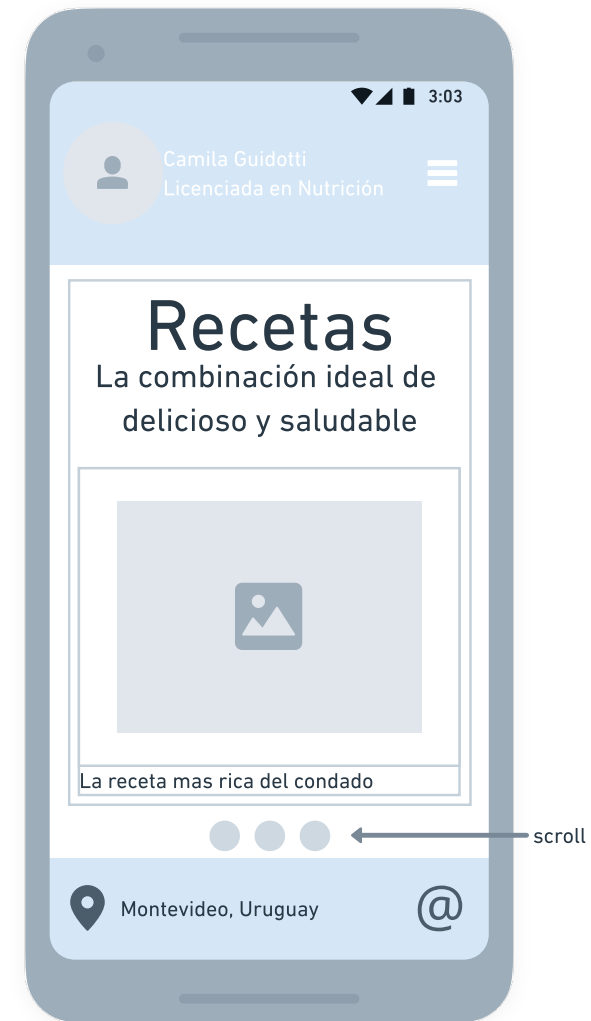 3:03
Camila Guidotti
Licenciada en Nutrición
Recetas
La combinación ideal de
delicioso y saludable
La receta mas rica del condado
scroll
Montevideo, Uruguay
@